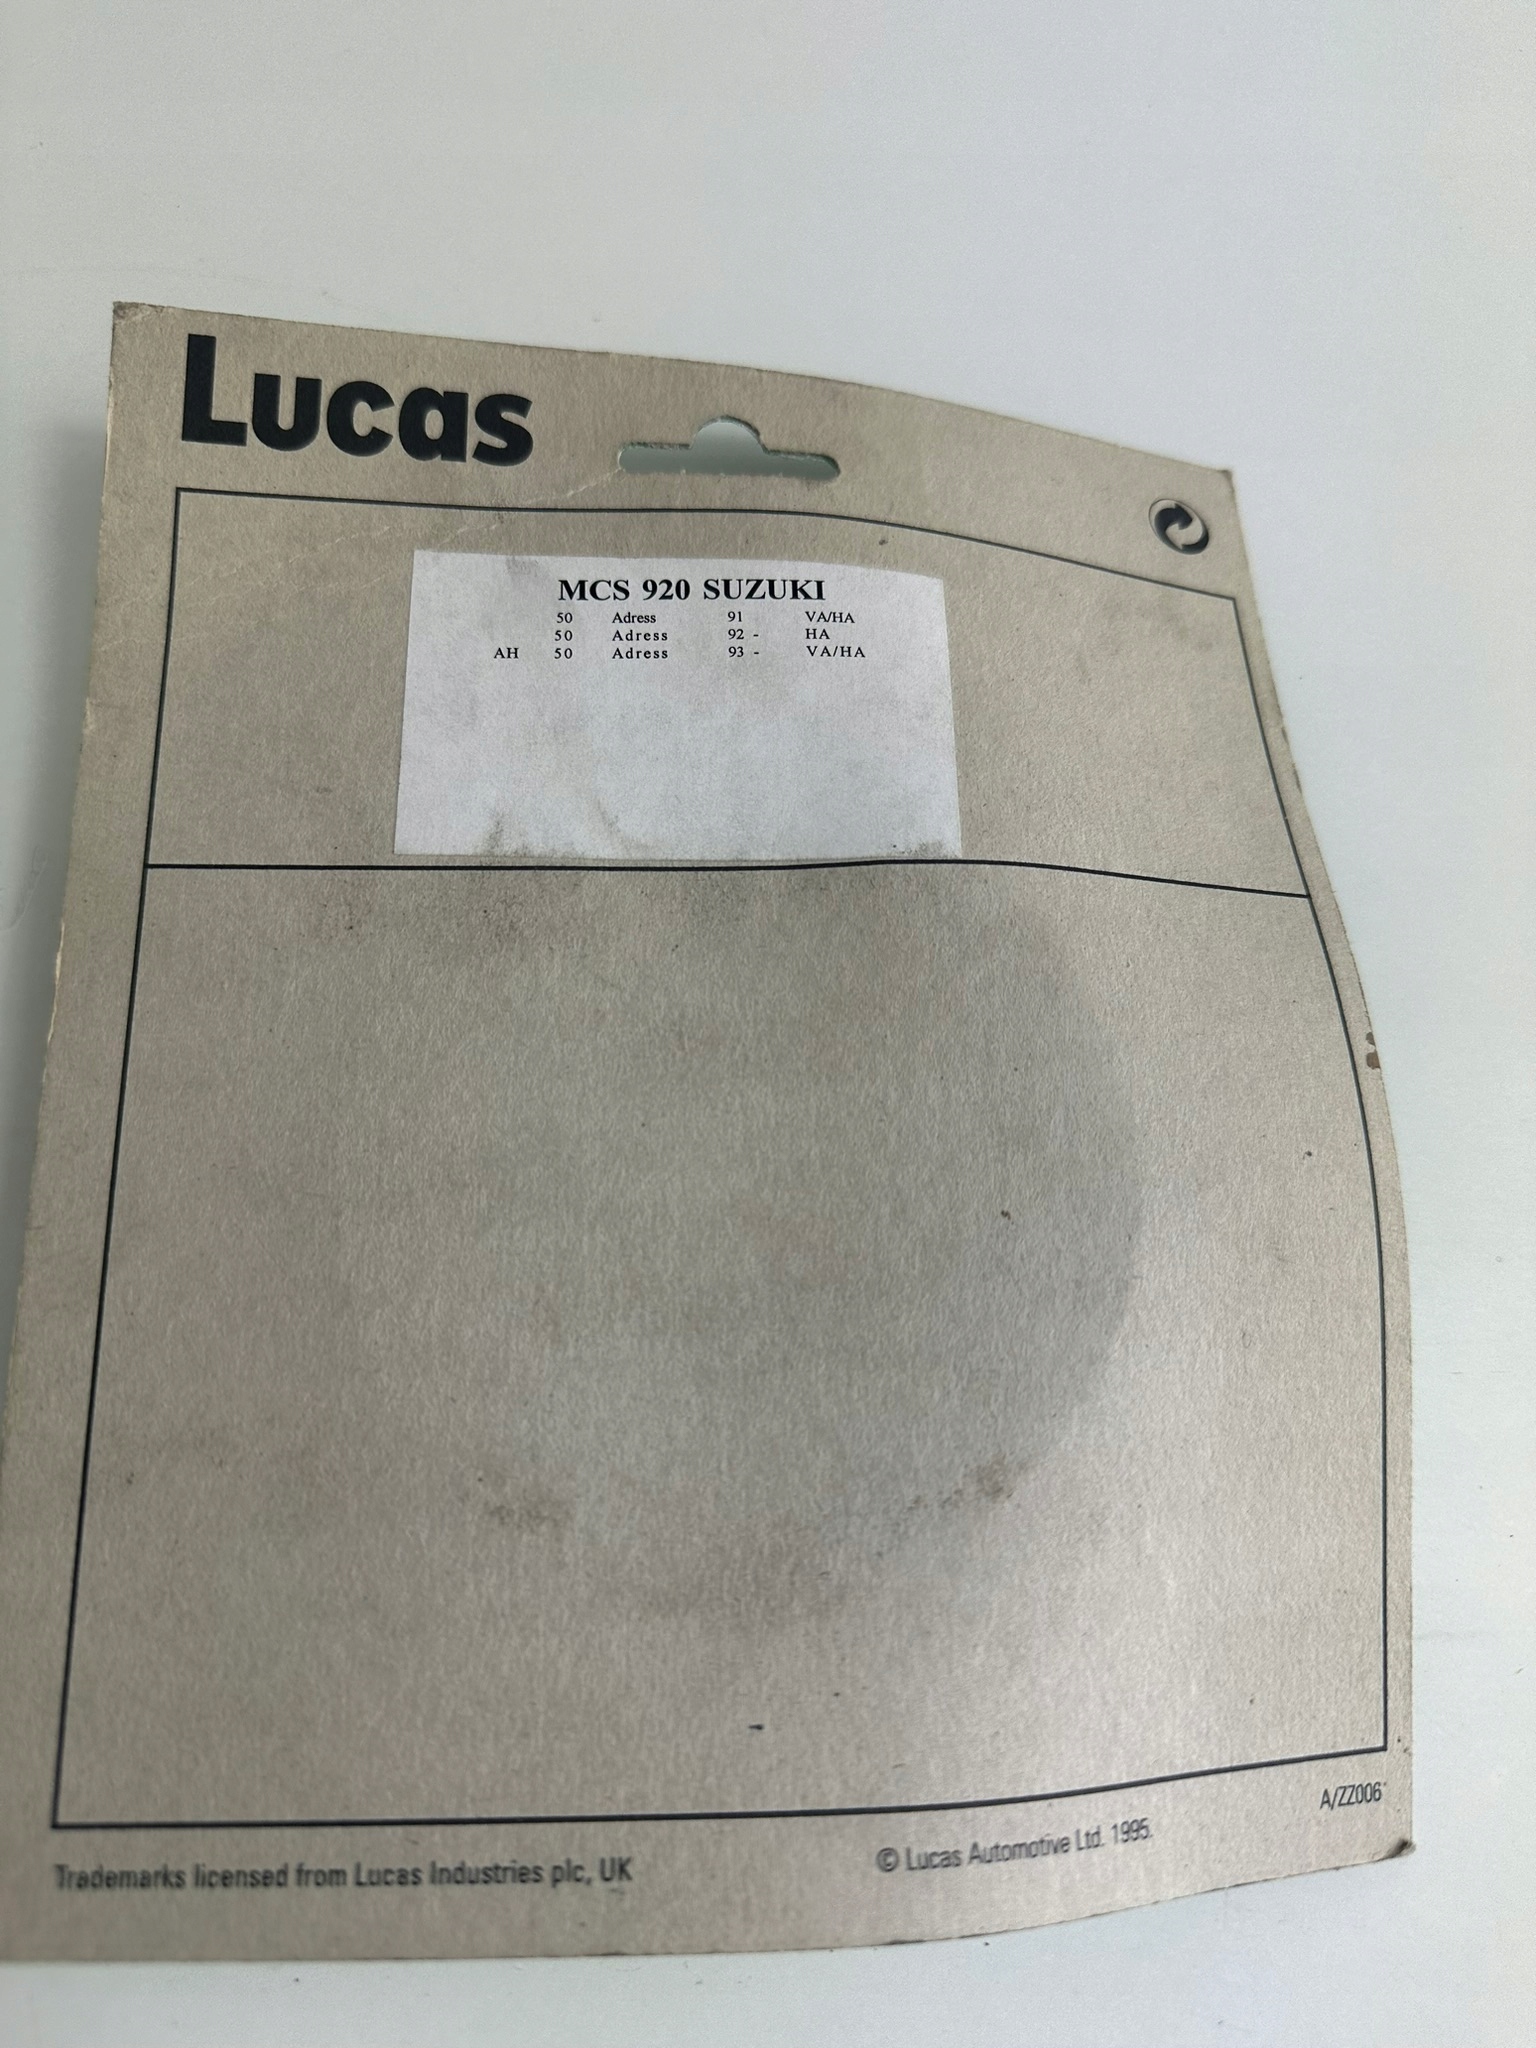 Lucas
MCS 920 SUZUKI
50 Adress 91 VA/HA
50 Adress 92 - HA
AH 50 Adress 93 - VA/HA
A/ZZ006
Trademarks licensed from Lucas Industries plc, UK
© Lucas Automotive Ltd. 1995.